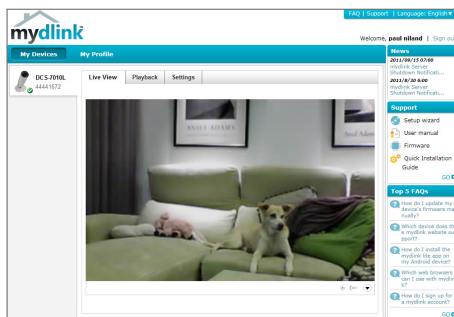 FAQ | Support | Language: English
mydlink
Welcome, paul niland | Sign ou
My Devices
My Profile
DCS-7010L
44441672
Live View
Playback
Settings
ANSEL ADAMS
Ansel Adams
News
2011/09/15 07:00
mydlink Server
Shutdown Notificati...
2011/8/30 6:00
mydlink Server
Shutdown Notificati...
Support
Setup wizard
User manual
Firmware
Quick Installation
Guide
GO
Top 5 FAQs
How do I update my
device's firmware ma
nually?
Which device does th
e mydlink website su
pport?
How do I install the
mydlink lite app on
my Android device?
Which web browsers
can I use with mydlin
k?
How do I sign up for
a mydlink account?
GO